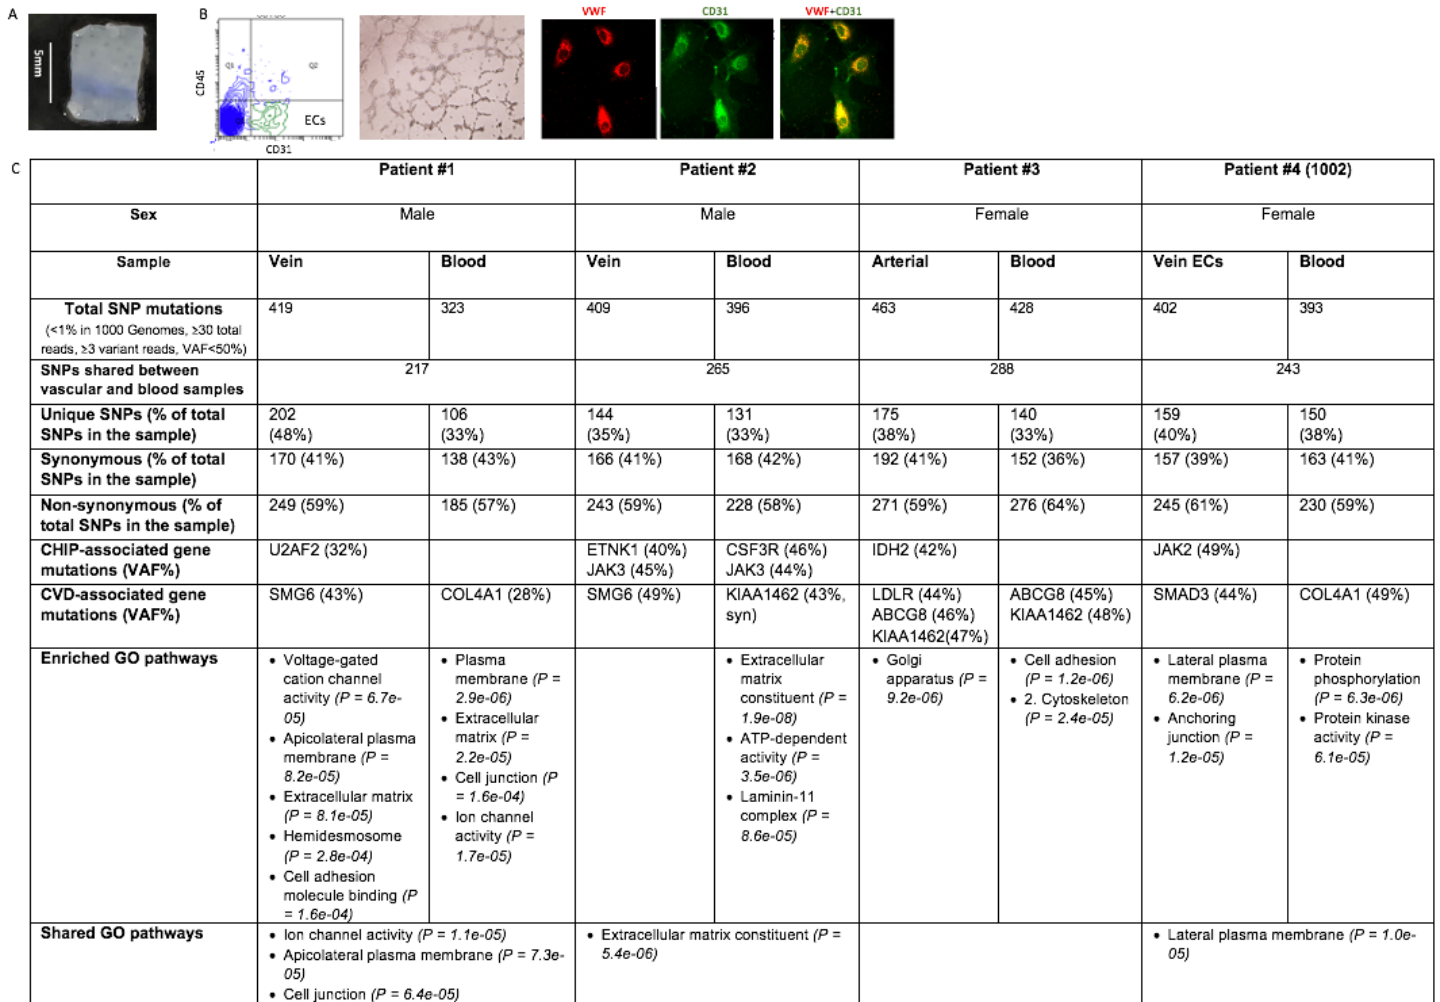 A
B
VWF
CD31
VWF+CD31
5mm
CD45
Q1
Q2
ECs
CD31
C
Patient #1
Patient #2
Patient #3
Patient #4 (1002)
Sex
Male
Male
Female
Female
Sample
Vein
Blood
Vein
Blood
Arterial
Blood
Vein ECs
Blood
Total SNP mutations
(<1% in 1000 Genomes, ≥30 total
reads, ≥3 variant reads, VAF<50%)
419
323
409
396
463
428
402
393
SNPs shared between
vascular and blood samples
217
265
288
243
Unique SNPs (% of total
SNPs in the sample)
202
(48%)
106
(33%)
144
(35%)
131
(33%)
175
(38%)
140
(33%)
159
(40%)
150
(38%)
Synonymous (% of total
SNPs in the sample)
170 (41%)
138 (43%)
166 (41%)
168 (42%)
192 (41%)
152 (36%)
157 (39%)
163 (41%)
Non-synonymous (% of
total SNPs in the sample)
249 (59%)
185 (57%)
243 (59%)
228 (58%)
271 (59%)
276 (64%)
245 (61%)
230 (59%)
CHIP-associated gene
mutations (VAF%)
U2AF2 (32%)
ETNK1 (40%)
JAK3 (45%)
CSF3R (46%)
JAK3 (44%)
IDH2 (42%)
JAK2 (49%)
CVD-associated gene
mutations (VAF%)
SMG6 (43%)
COL4A1 (28%)
SMG6 (49%)
KIAA1462 (43%,
syn)
LDLR (44%)
ABCG8 (46%)
KIAA1462(47%)
ABCG8 (45%)
KIAA1462 (48%)
SMAD3 (44%)
COL4A1 (49%)
Enriched GO pathways
• Voltage-gated
cation channel
activity (P = 6.7e-
05)
• Apicolateral plasma
membrane (P =
8.2e-05)
• Extracellular matrix
(P = 8.1e-05)
• Hemidesmosome
(P = 2.8e-04)
• Cell adhesion
molecule binding (P
= 1.6e-04)
• Plasma
membrane (P =
2.9e-06)
• Extracellular
matrix (P =
2.2e-05)
• Cell junction (P
= 1.6e-04)
• Ion channel
activity (P =
1.7e-05)
• Extracellular
matrix
constituent (P =
1.9e-08)
• ATP-dependent
activity (P =
3.5e-06)
• Laminin-11
complex (P =
8.6e-05)
• Golgi
apparatus (P =
9.2e-06)
• Cell adhesion
(P = 1.2e-06)
• 2. Cytoskeleton
(P = 2.4e-05)
• Lateral plasma
membrane (P =
6.2e-06)
• Anchoring
junction (P =
1.2e-05)
• Protein
phosphorylation
(P = 6.3e-06)
• Protein kinase
activity (P =
6.1e-05)
Shared GO pathways
• Ion channel activity (P = 1.1e-05)
• Apicolateral plasma membrane (P = 7.3e-
05)
• Cell junction (P = 6.4e-05)
• Extracellular matrix constituent (P =
5.4e-06)
• Lateral plasma membrane (P = 1.0e-
05)